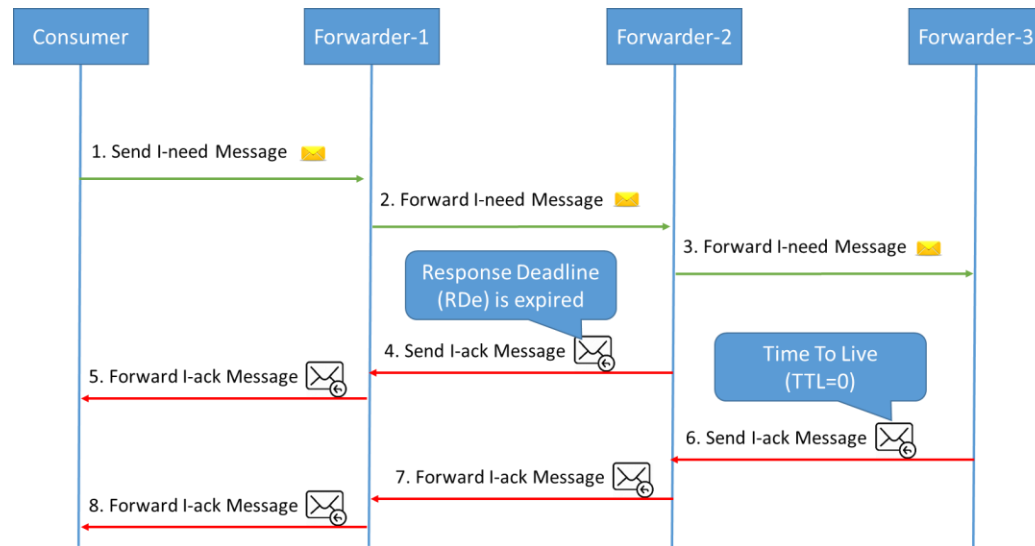 Consumer
Forwarder-1
Forwarder-2
Forwarder-3
1. Send I-need Message
2. Forward I-need Message
3. Forward I-need Message
Response Deadline
(RDe) is expired
4. Send I-ack Message
Time To Live
(TTL=0)
5. Forward I-ack Message
6. Send I-ack Message
7. Forward I-ack Message
8. Forward I-ack Message